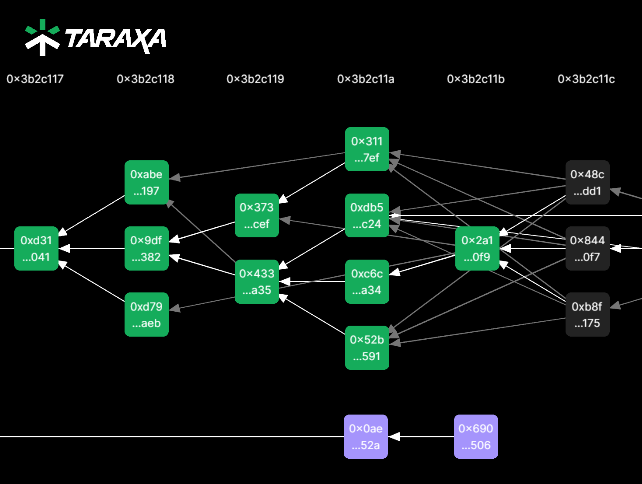 TARAXA
0×3b2c117 0×3b2c118 0×3b2c119 0×3b2c11a 0×3b2c11b 0×3b2c11c
0×311
...7ef
0xabe
...197
0×48c
...dd1
0×373
...cef
0xdb5
...c24
0xd31
...041
0×9df
...382
0×2a1
...0f9
0×844
...0f7
0×433
...a35
0xc6c
...a34
0xd79
...aeb
0xb8f
...175
0×52b
...591
0×0ae
...52a
0×690
...506